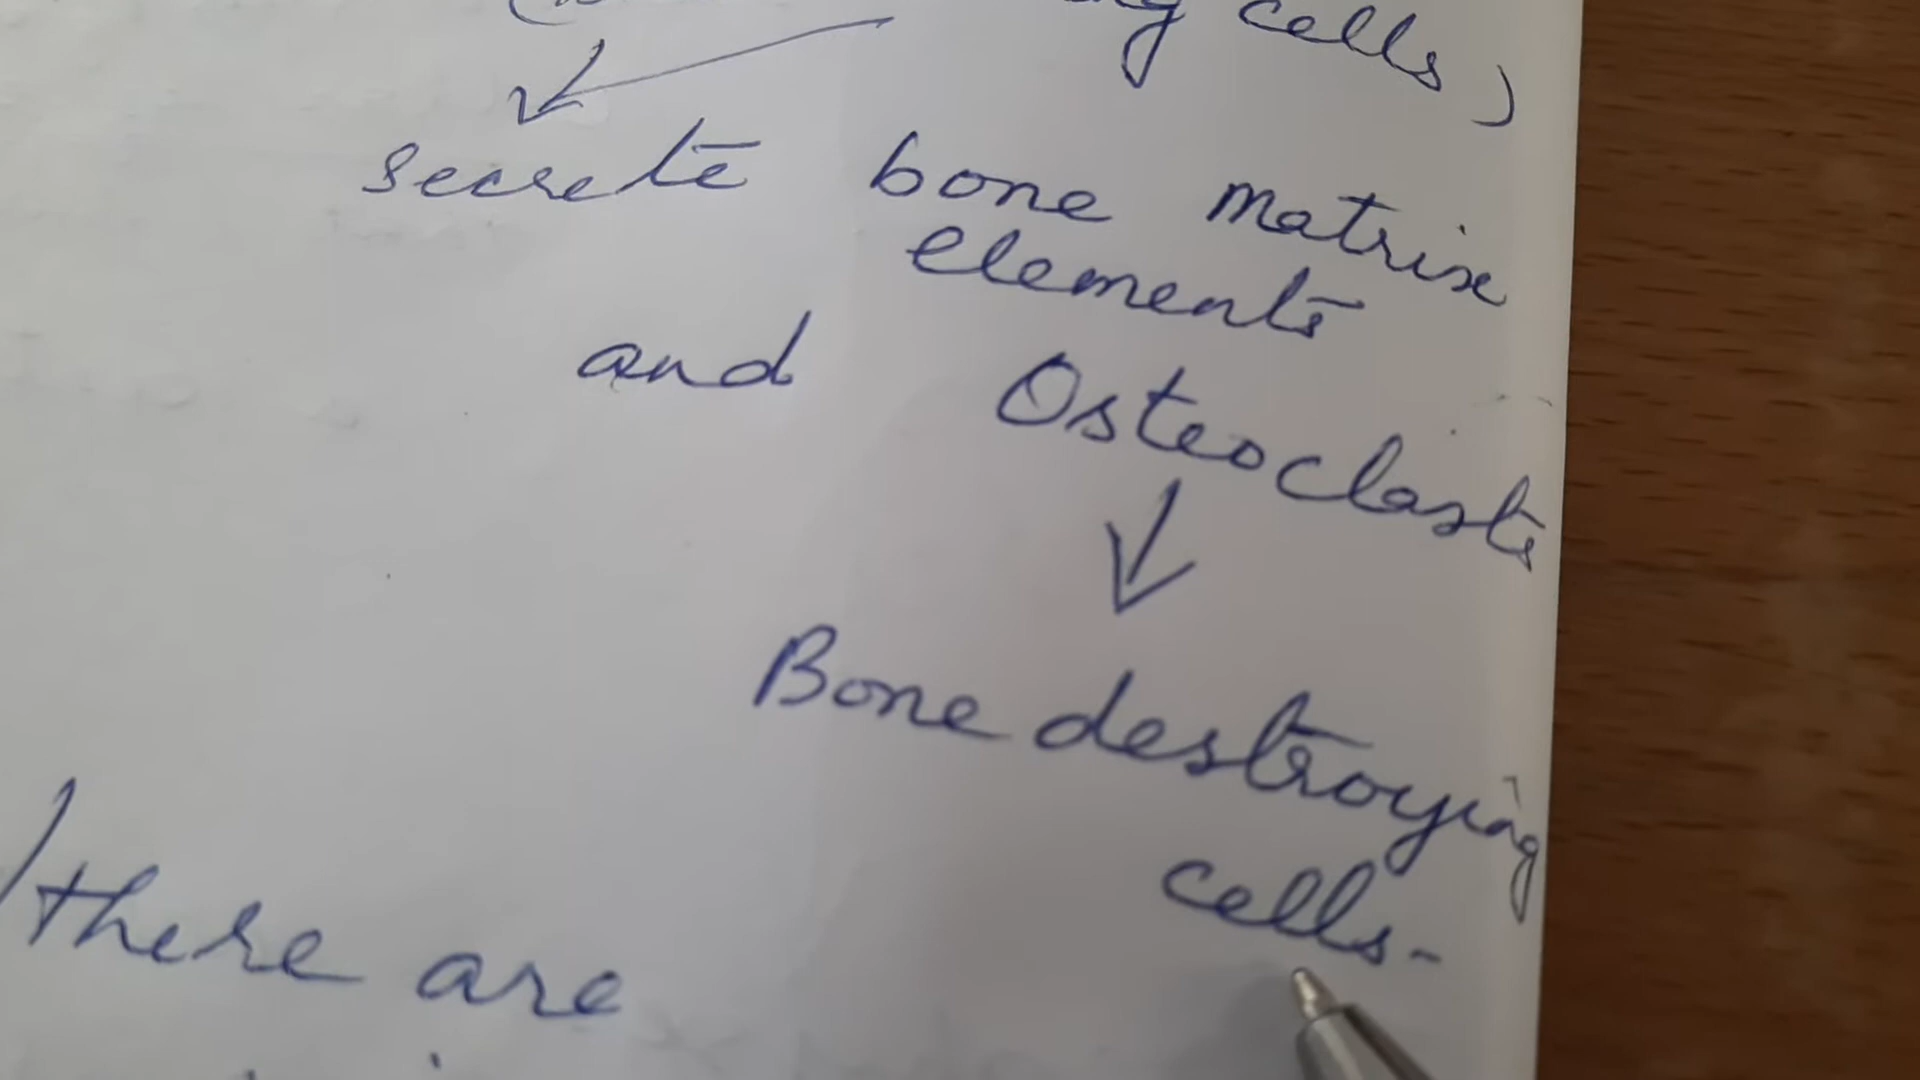 cells)
secrete bone matrix
elements
and Osteoclasts
Bone destroying
cells-
/there are